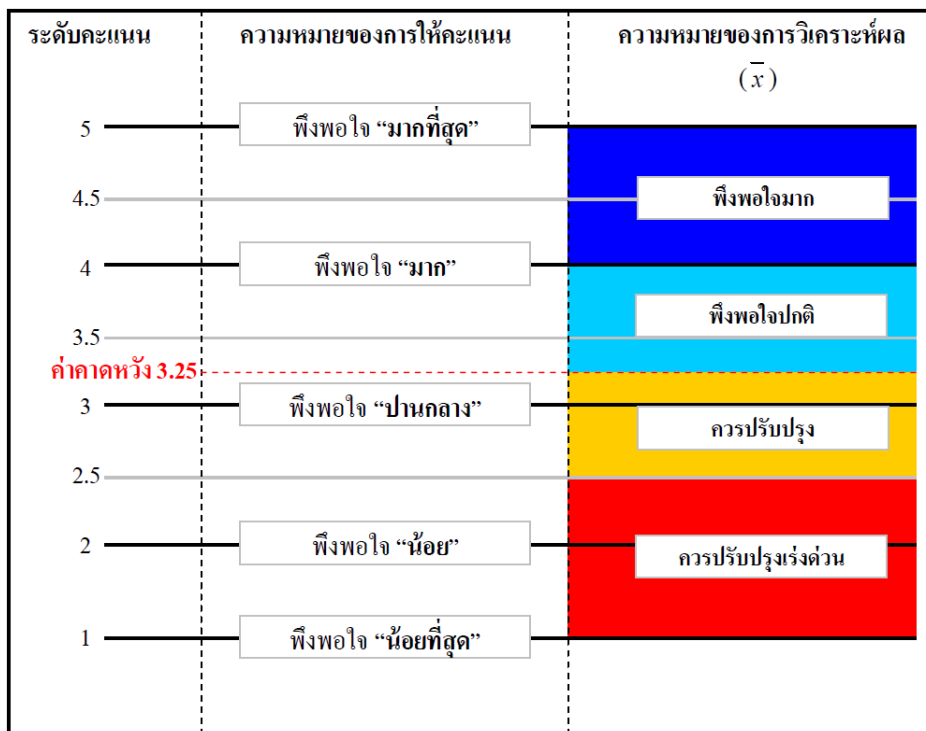 ระดับคะแนน ความหมายของการให้คะแนน ความหมายของการวิเคราะห์ผล
(x̄)
5 พึงพอใจ “มากที่สุด”
4.5 พึงพอใจมาก
4 พึงพอใจ “มาก”
พึงพอใจปกติ
3.5
ค่าคาดหวัง 3.25
3 พึงพอใจ “ปานกลาง”
ควรปรับปรุง
2.5
2 พึงพอใจ “น้อย” ควรปรับปรุงเร่งด่วน
1 พึงพอใจ “น้อยที่สุด”